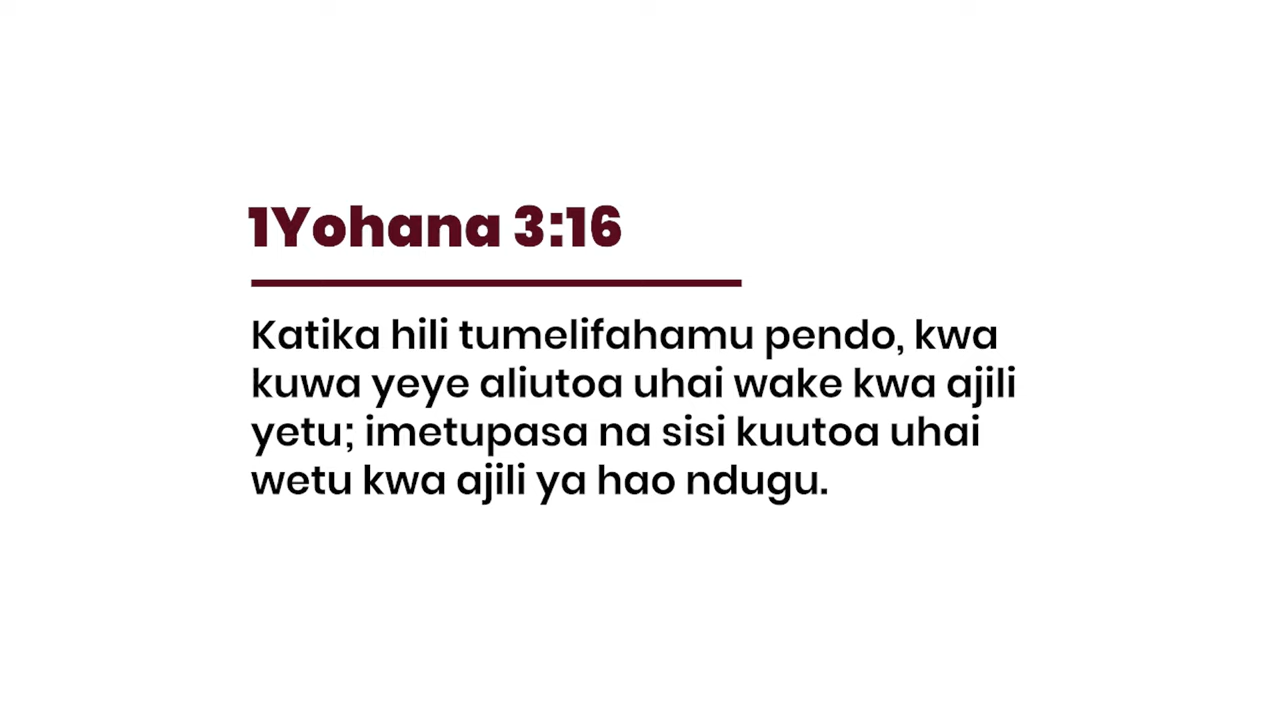 1Yohana 3:16
Katika hili tumelifahamu pendo, kwa
kuwa yeye aliutoa uhai wake kwa ajili
yetu; imetupasa na sisi kuutoa uhai
wetu kwa ajili ya hao ndugu.